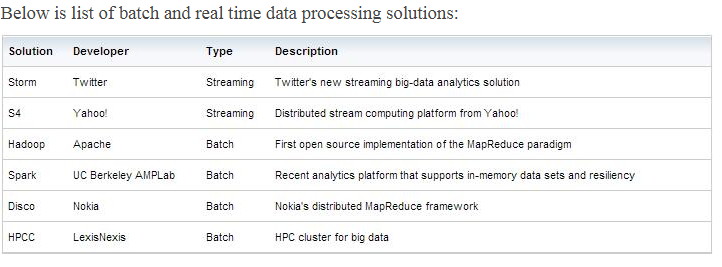 Below is list of batch and real time data processing solutions:
Solution Developer Type Description
Storm Twitter Streaming Twitter's new streaming big-data analytics solution
S4 Yahoo! Streaming Distributed stream computing platform from Yahoo!
Hadoop Apache Batch First open source implementation of the MapReduce paradigm
Spark UC Berkeley AMPLab Batch Recent analytics platform that supports in-memory data sets and resiliency
Disco Nokia Batch Nokia's distributed MapReduce framework
HPCC LexisNexis Batch HPC cluster for big data